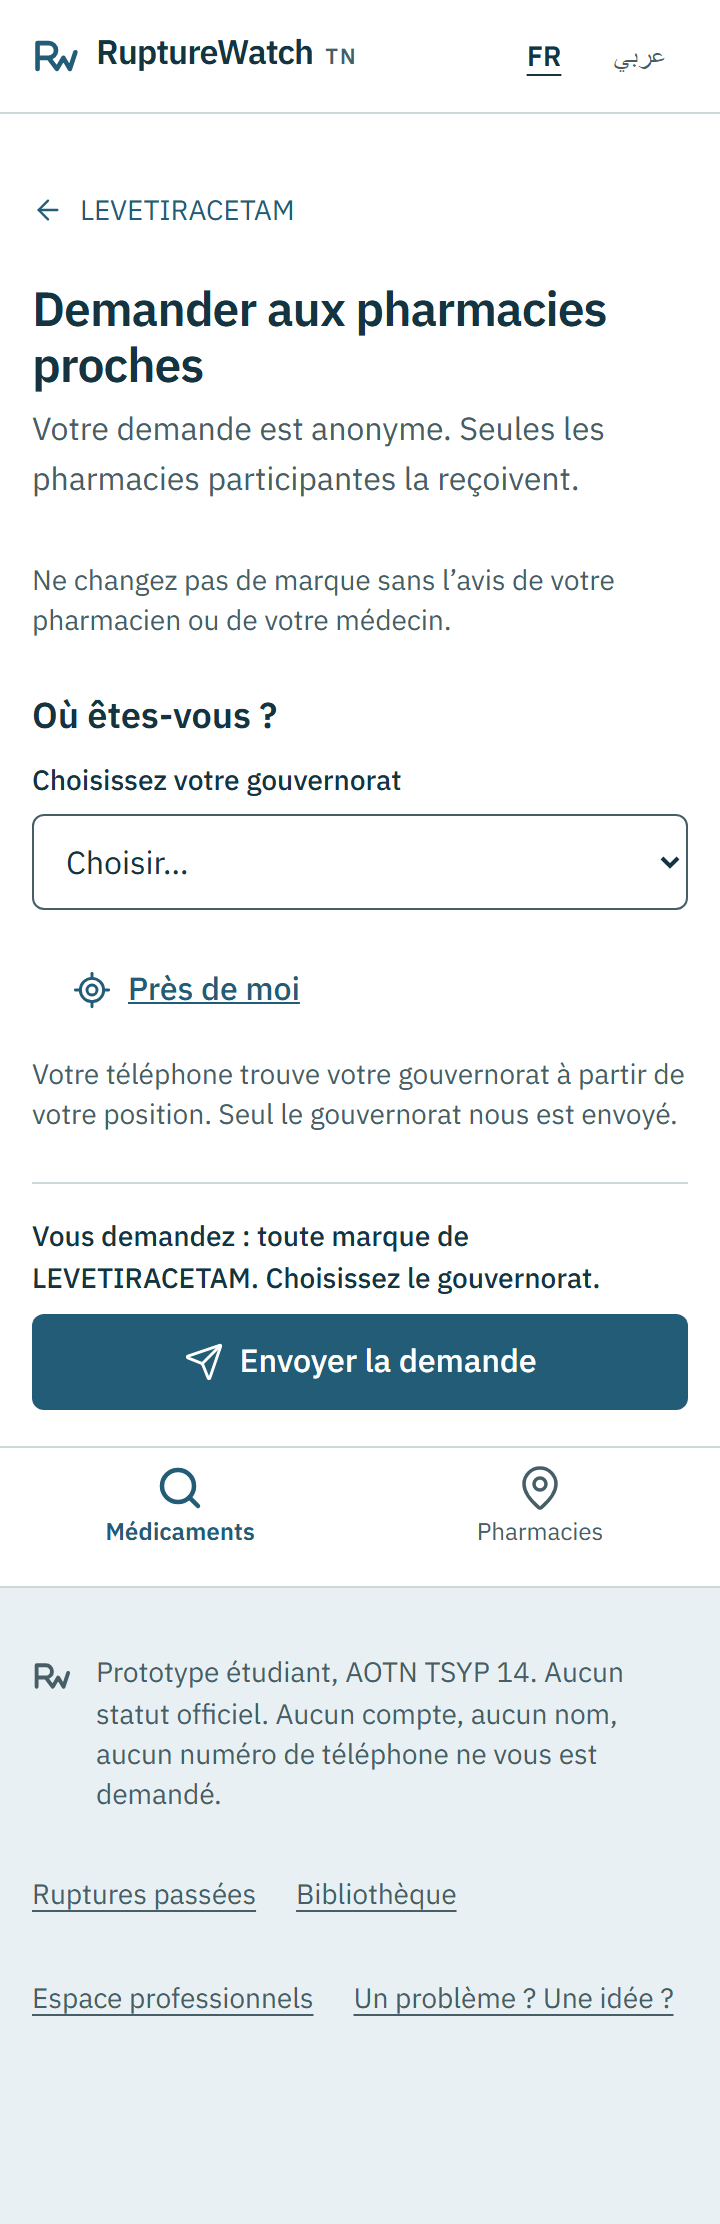 RW RuptureWatch TN FR عربي
← LEVETIRACETAM
Demander aux pharmacies
proches
Votre demande est anonyme. Seules les
pharmacies participantes la reçoivent.
Ne changez pas de marque sans l’avis de votre
pharmacien ou de votre médecin.
Où êtes-vous ?
Choisissez votre gouvernorat
Choisir...
Près de moi
Votre téléphone trouve votre gouvernorat à partir de
votre position. Seul le gouvernorat nous est envoyé.
Vous demandez : toute marque de
LEVETIRACETAM. Choisissez le gouvernorat.
Envoyer la demande
Médicaments Pharmacies
RW Prototype étudiant, AOTN TSYP 14. Aucun
statut officiel. Aucun compte, aucun nom,
aucun numéro de téléphone ne vous est
demandé.
Ruptures passées Bibliothèque
Espace professionnels Un problème ? Une idée ?